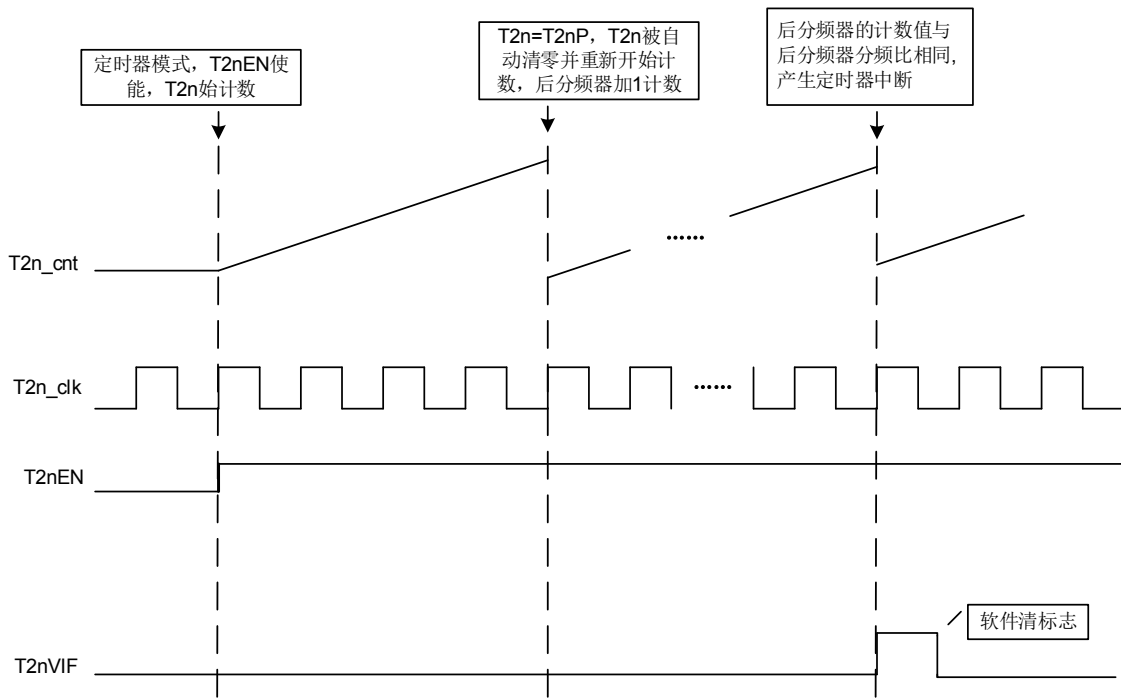 定时器模式，T2nEN使
能，T2n始计数
T2n=T2nP，T2n被自
动清零并重新开始计
数，后分频器加1计数
后分频器的计数值与
后分频器分频比相同,
产生定时器中断
T2n_cnt
......
T2n_clk
......
T2nEN
软件清标志
T2nVIF